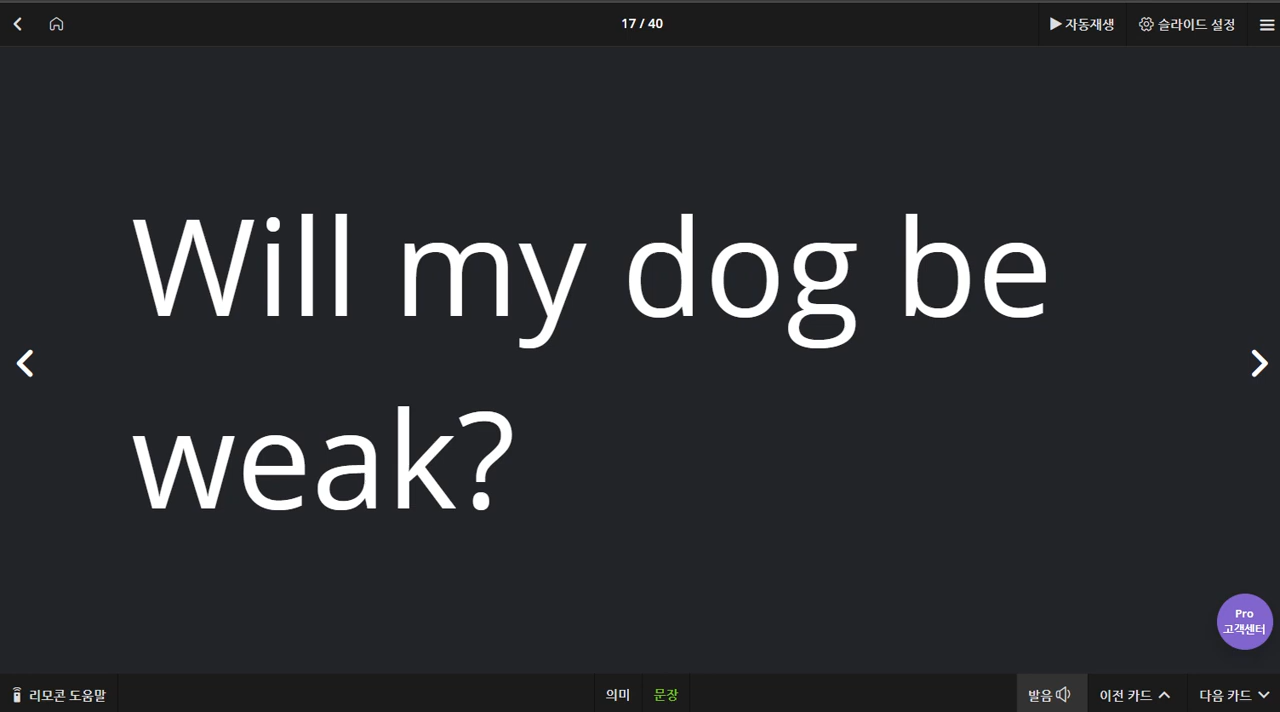 17 / 40
▶ 자동재생
슬라이드 설정
Will my dog be
weak?
Pro
고객센터
리모콘 도움말
의미
문장
발음
이전 카드
다음 카드